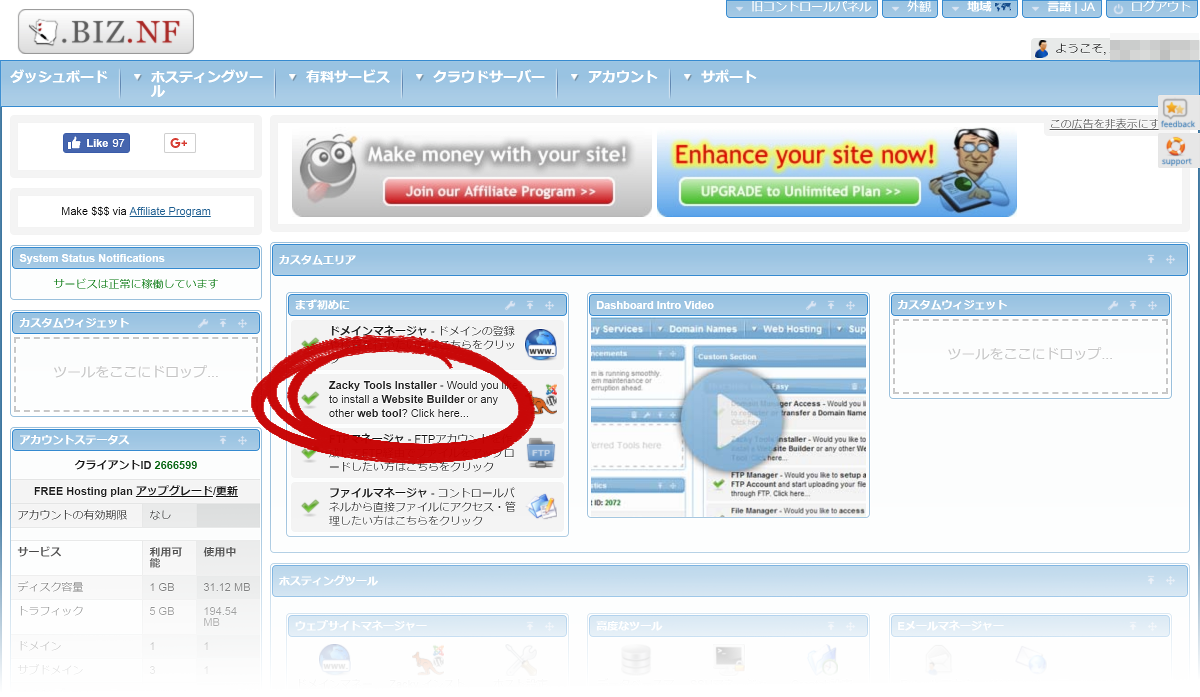 旧コントロールパネル
外観
地域
言語 | JA
ログアウト
.BIZ.NF
ようこそ,
ダッシュボード
ホスティングツール
有料サービス
クラウドサーバー
アカウント
サポート
この広告を非表示にす
feedback
support
Like 97
G+
Make money with your site!
Join our Affiliate Program >>
Enhance your site now!
UPGRADE to Unlimited Plan >>
Make $$$ via Affiliate Program
System Status Notifications
サービスは正常に稼働しています
カスタムウィジェット
ツールをここにドロップ...
アカウントステータス
クライアントID 2666599
FREE Hosting plan アップグレード/更新
アカウントの有効期限 なし
サービス 利用可能 使用中
ディスク容量 1 GB 31.12 MB
トラフィック 5 GB 194.54 MB
ドメイン 1 1
サブドメイン 3 1
カスタムエリア
まず初めに
ドメインマネージャ - ドメインの登録
こちらをクリッ
www.
Zacky Tools Installer - Would you li
to install a Website Builder or any
other web tool? Click here...
マネージャ - FTPアカウント
ードしたい方はこちらをクリック
FTP
ファイルマネージャ - コントロールパ
ネルから直接ファイルにアクセス・管
理したい方はこちらをクリック
Dashboard Intro Video
uy Services
Domain Names
Web Hosting
Sup
ncements
m is running smoothly.
em maintenance or
erruption ahead.
erred Tools here
tics
t ID: 2072
Custom Section
Manager Access - Would you lik
to register or transfer a Domain Name
nstaller - Would you like to
Website Builder or any
Click here...
FTP Manager - Would you like to setup a
FTP Account and start uploading your file
through FTP. Click here...
File Manager - Would you like to access
カスタムウィジェット
ツールをここにドロップ...
ホスティングツール
ウェブサイトマネージャー
高度なツール
Eメールマネージャー
www.